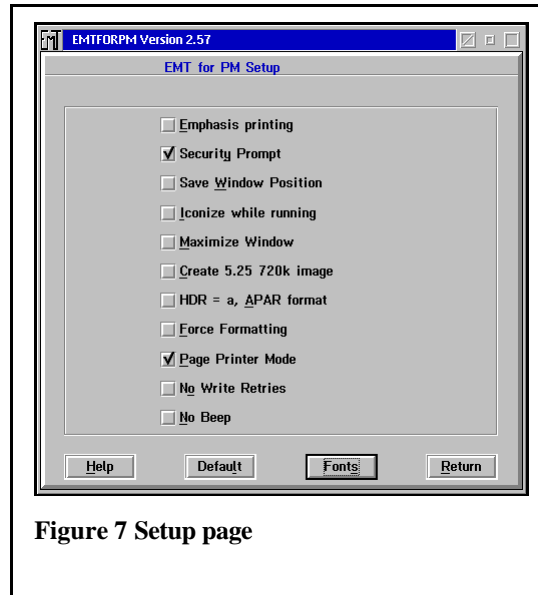 EMTFORPM Version 2.57
EMT for PM Setup
Emphasis printing
Security Prompt
Save Window Position
Iconize while running
Maximize Window
Create 5.25 720k image
HDR = a, APAR format
Force Formatting
Page Printer Mode
No Write Retries
No Beep
Help Default Fonts Return
Figure 7 Setup page